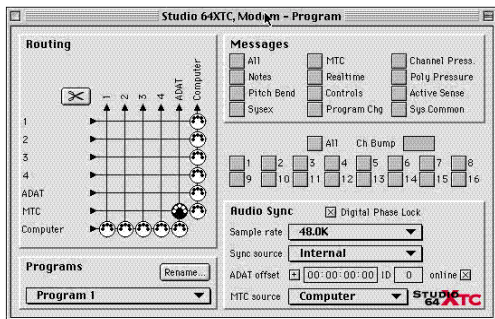 Studio 64XTC, Modem - Program
Routing
1 2 3 4 ADAT Computer
1
2
3
4
ADAT
MTC
Computer
Programs
Rename...
Program 1
Messages
All MTC Channel Press.
Notes Realtime Poly Pressure
Pitch Bend Controls Active Sense
Sysex Program Chg Sys Common
All Ch Bump
1 2 3 4 5 6 7 8
9 10 11 12 13 14 15 16
Audio Sync Digital Phase Lock
Sample rate 48.0K
Sync source Internal
ADAT offset + 00:00:00:00 ID 0 online
MTC source Computer
STUDIO 64 XTC